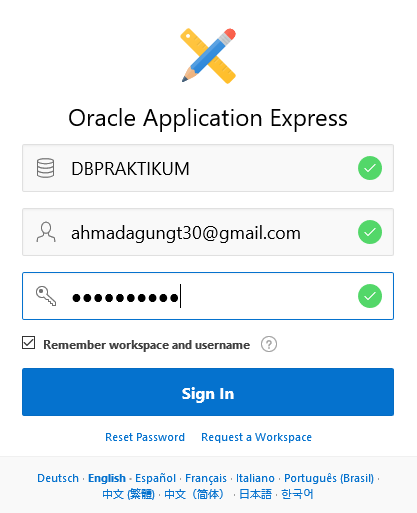 Oracle Application Express
DBPRAKTIKUM
ahmadagungt30@gmail.com
●●●●●●●●●●
Remember workspace and username ?
Sign In
Reset Password Request a Workspace
Deutsch · English · Español · Français · Italiano · Português (Brasil) ·
中文 (繁體) · 中文（简体） · 日本語 · 한국어